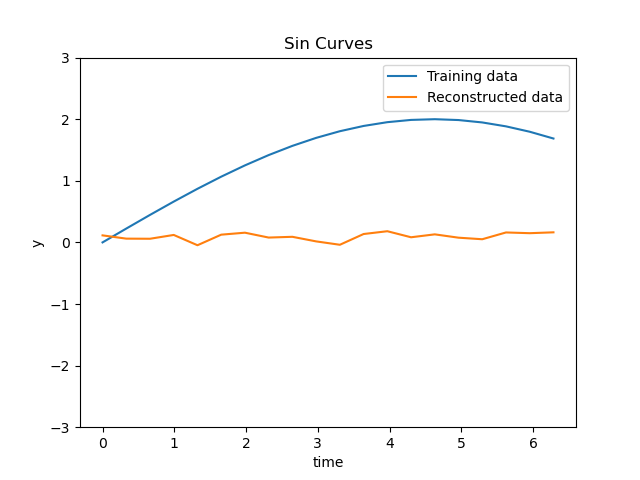 Sin Curves
Training data
Reconstructed data
3
2
1
0
−1
−2
−3
y
0 1 2 3 4 5 6
time